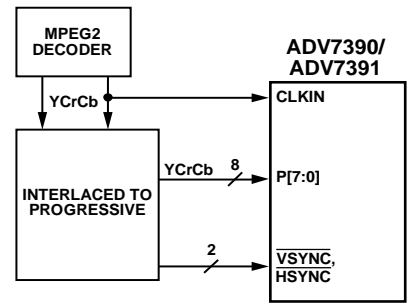 MPEG2
DECODER
ADV7390/
ADV7391
YCrCb
CLKIN
INTERLACED TO
PROGRESSIVE
YCrCb
8
P[7:0]
2
VSYNC,
HSYNC